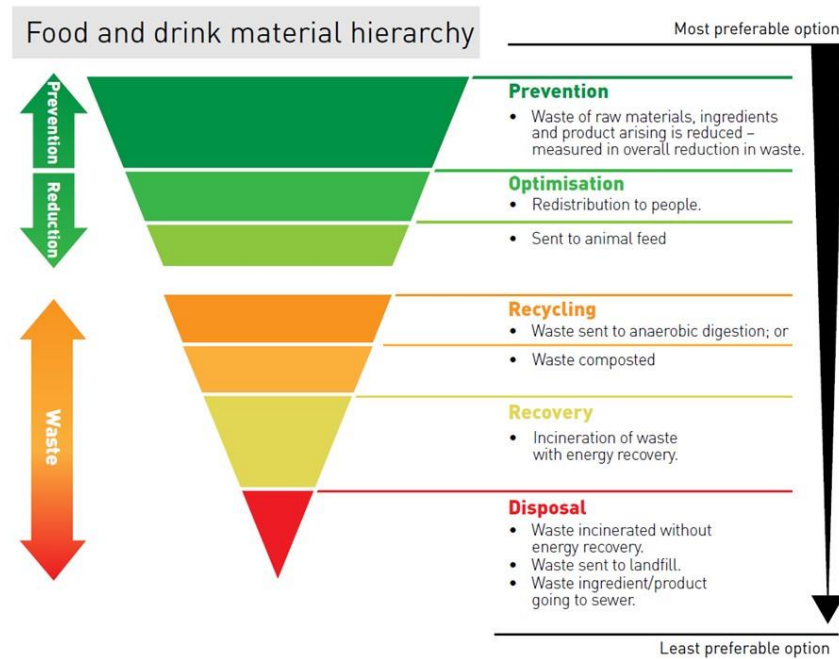 Food and drink material hierarchy
Most preferable option
Prevention
Reduction
Waste
Prevention
• Waste of raw materials, ingredients
and product arising is reduced –
measured in overall reduction in waste.
Optimisation
• Redistribution to people.
• Sent to animal feed
Recycling
• Waste sent to anaerobic digestion; or
• Waste composted
Recovery
• Incineration of waste
with energy recovery.
Disposal
• Waste incinerated without
energy recovery.
• Waste sent to landfill.
• Waste ingredient/product
going to sewer.
Least preferable option